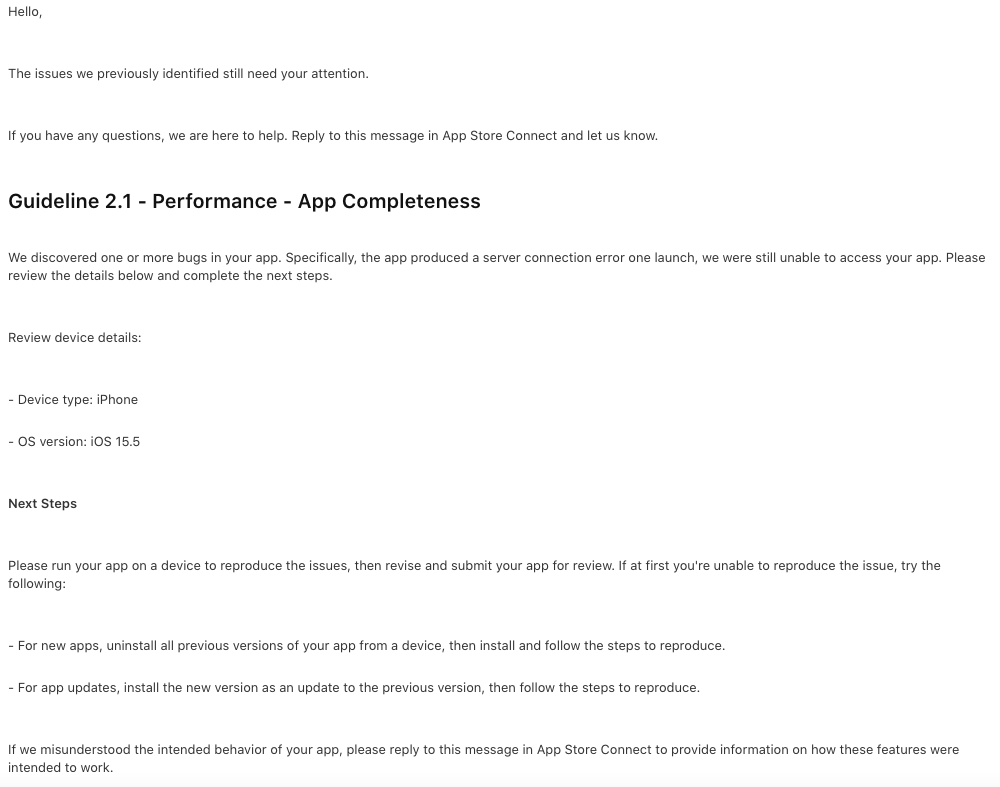 Hello,
The issues we previously identified still need your attention.
If you have any questions, we are here to help. Reply to this message in App Store Connect and let us know.
Guideline 2.1 - Performance - App Completeness
We discovered one or more bugs in your app. Specifically, the app produced a server connection error one launch, we were still unable to access your app. Please
review the details below and complete the next steps.
Review device details:
- Device type: iPhone
- OS version: iOS 15.5
Next Steps
Please run your app on a device to reproduce the issues, then revise and submit your app for review. If at first you're unable to reproduce the issue, try the
following:
- For new apps, uninstall all previous versions of your app from a device, then install and follow the steps to reproduce.
- For app updates, install the new version as an update to the previous version, then follow the steps to reproduce.
If we misunderstood the intended behavior of your app, please reply to this message in App Store Connect to provide information on how these features were
intended to work.